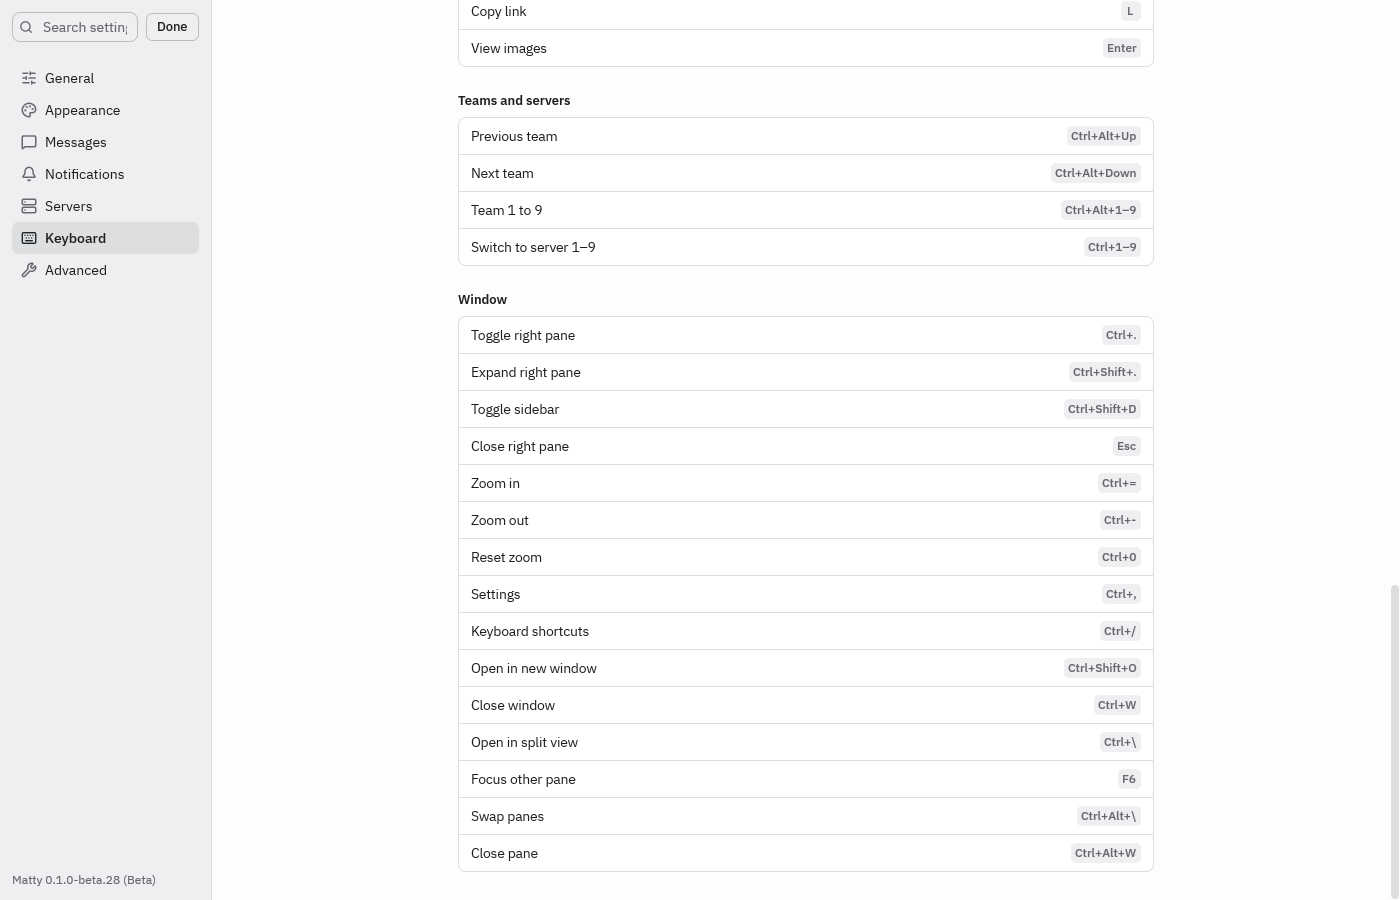 Search settin
Done
General
Appearance
Messages
Notifications
Servers
Keyboard
Advanced
Matty 0.1.0-beta.28 (Beta)
Copy link L
View images Enter
Teams and servers
Previous team Ctrl+Alt+Up
Next team Ctrl+Alt+Down
Team 1 to 9 Ctrl+Alt+1–9
Switch to server 1–9 Ctrl+1–9
Window
Toggle right pane Ctrl+.
Expand right pane Ctrl+Shift+.
Toggle sidebar Ctrl+Shift+D
Close right pane Esc
Zoom in Ctrl+=
Zoom out Ctrl+-
Reset zoom Ctrl+0
Settings Ctrl+,
Keyboard shortcuts Ctrl+/
Open in new window Ctrl+Shift+O
Close window Ctrl+W
Open in split view Ctrl+\
Focus other pane F6
Swap panes Ctrl+Alt+\
Close pane Ctrl+Alt+W